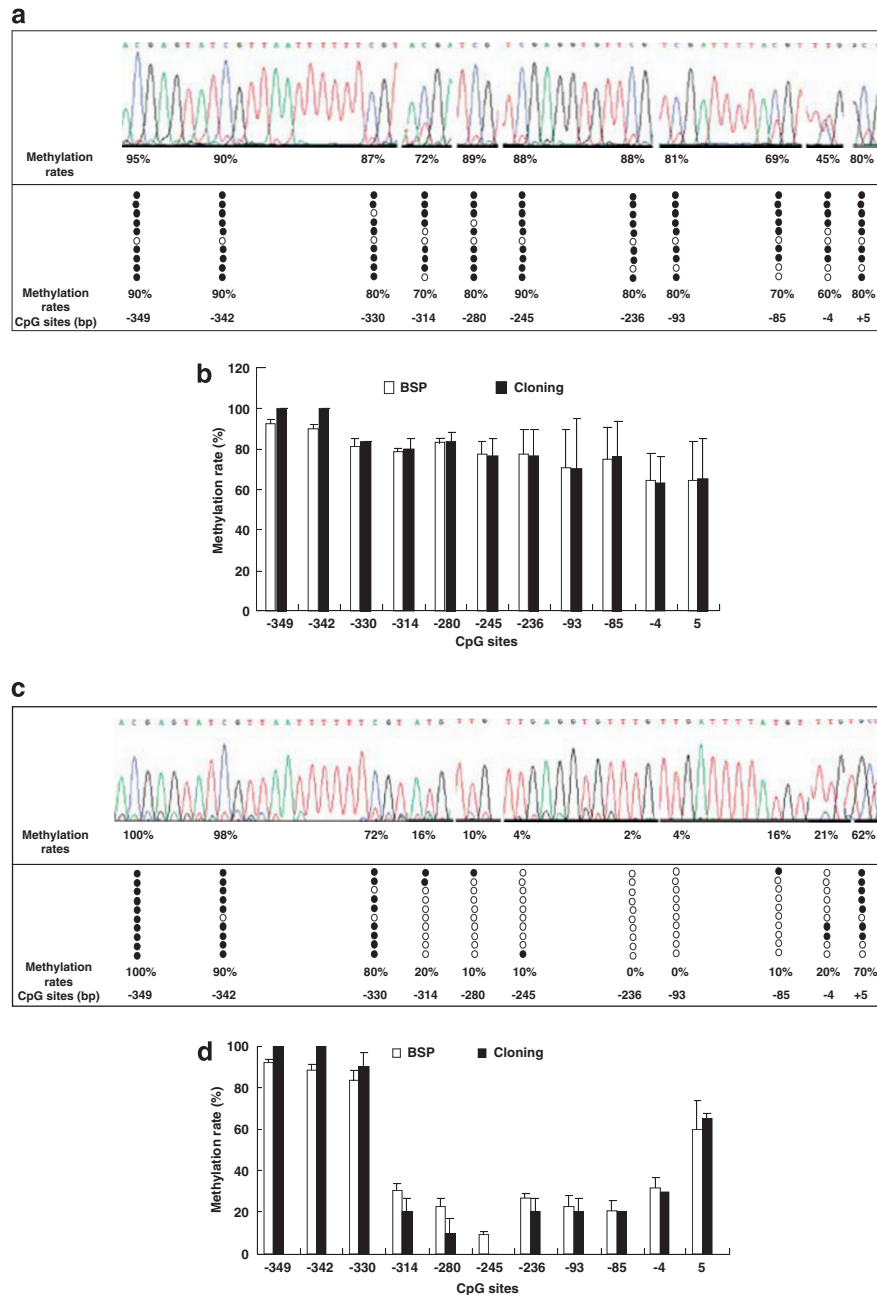 a
A C G A G T A T C G T T A A T T T T T T C G T A C G A T C G T C G A G G T G T T C G T C G A T T T T A C G T T T G
Methylation
rates
95% 90% 87% 72% 89% 88% 88% 81% 69% 45% 80%
Methylation
rates
90% 90% 80% 70% 80% 90% 80% 80% 70% 60% 80%
CpG sites (bp) -349 -342 -330 -314 -280 -245 -236 -93 -85 -4 +5
b
BSP Cloning
Methylation rate (%)
120
100
80
60
40
20
0
-349 -342 -330 -314 -280 -245 -236 -93 -85 -4 5
CpG sites
c
A C G A G T A T C G T T A A T T T T T T C G T A T G T T G T T G A G G T G T T T G T T G A T T T T A T G T T T G
Methylation
rates
100% 98% 72% 16% 10% 4% 2% 4% 16% 21% 62%
Methylation
rates
100% 90% 80% 20% 10% 10% 0% 0% 10% 20% 70%
CpG sites (bp) -349 -342 -330 -314 -280 -245 -236 -93 -85 -4 +5
d
BSP Cloning
Methylation rate (%)
100
80
60
40
20
0
-349 -342 -330 -314 -280 -245 -236 -93 -85 -4 5
CpG sites